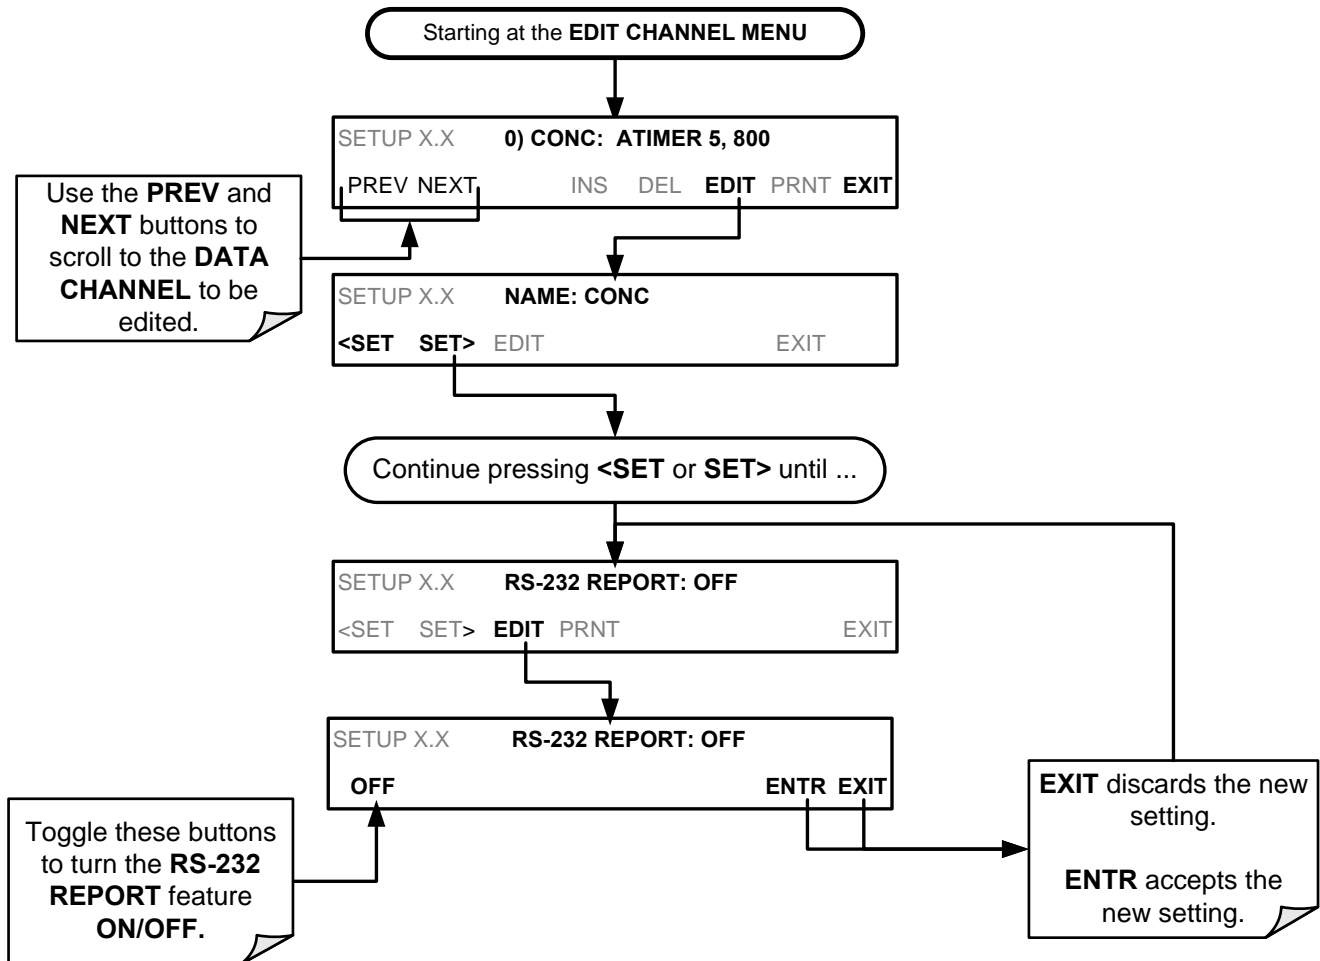 Starting at the EDIT CHANNEL MENU
SETUP X.X 0) CONC: ATIMER 5, 800
PREV NEXT INS DEL EDIT PRNT EXIT
Use the PREV and
NEXT buttons to
scroll to the DATA
CHANNEL to be
edited.
SETUP X.X NAME: CONC
<SET SET> EDIT EXIT
Continue pressing <SET or SET> until ...
SETUP X.X RS-232 REPORT: OFF
<SET SET> EDIT PRNT EXIT
SETUP X.X RS-232 REPORT: OFF
OFF ENTR EXIT
Toggle these buttons
to turn the RS-232
REPORT feature
ON/OFF.
EXIT discards the new
setting.
ENTR accepts the
new setting.